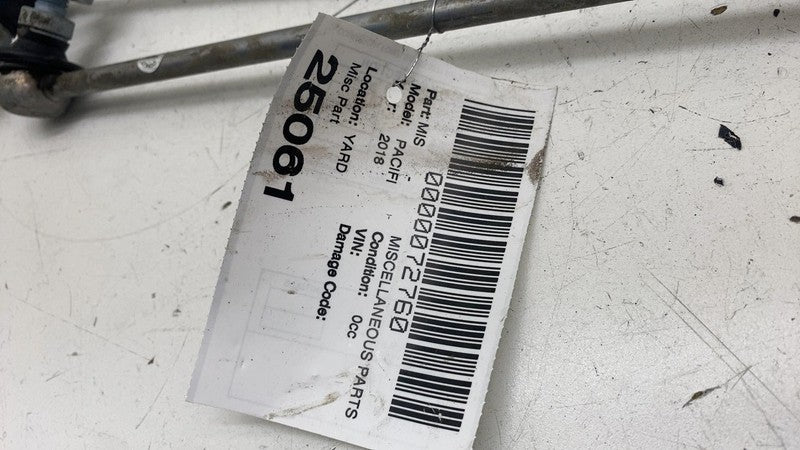 0000072760
Part: MIS - MISCELLANEOUS PARTS
Model: PACIFI Condition: 0cc
2018 VIN:
Location: YARD Damage Code:
Misc Part
25061